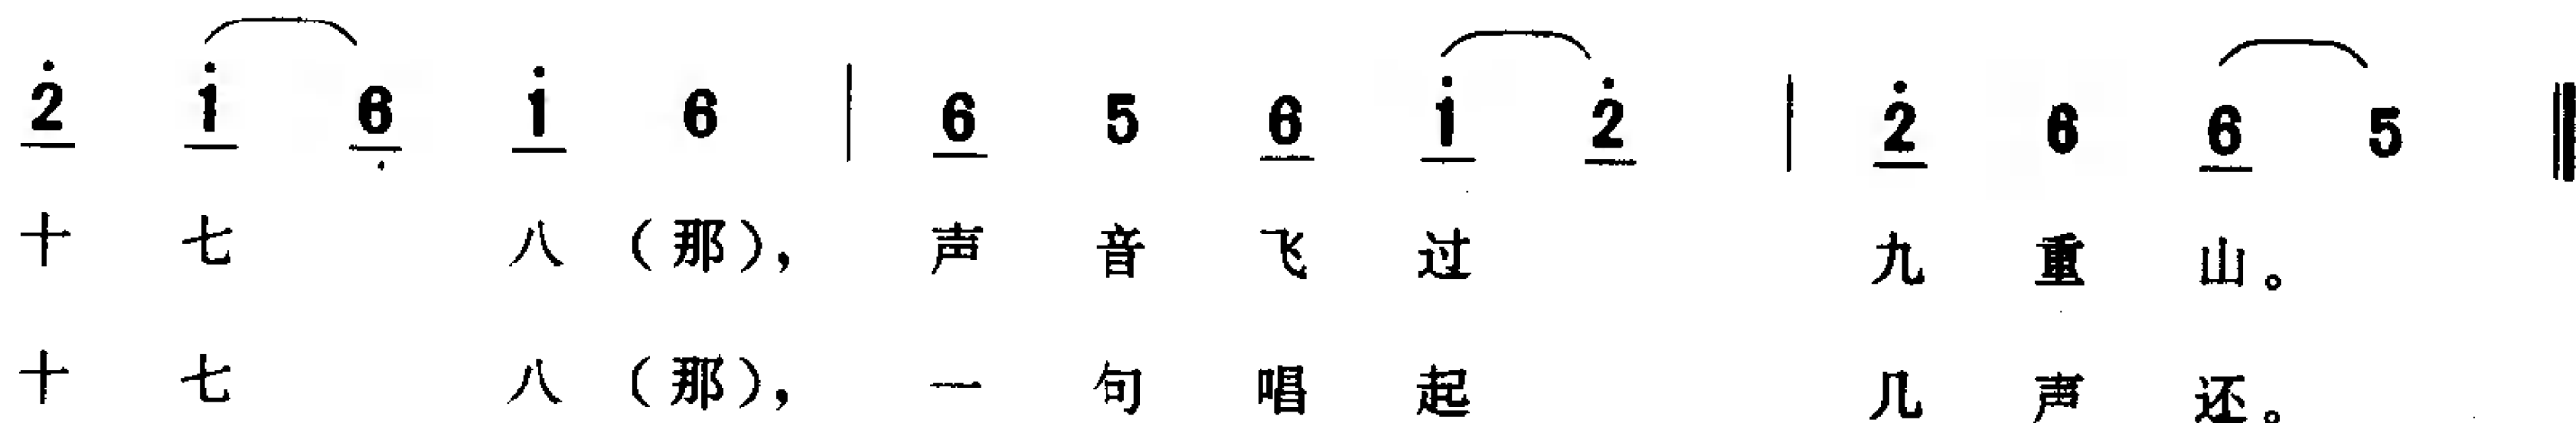 2̇ 1̇ 6 1̇ 6 | 6 5 6 1̇ 2̇ | 2̇ 6 6 5 ‖
十 七 八（那），声 音 飞 过 九 重 山。
十 七 八（那），一 句 唱 起 几 声 还。